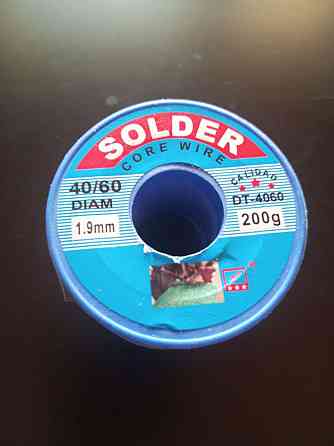 SOLDER
CORE WIRE
40/60
DIAM
1.9mm
CALIDAD
DT-4060
200g